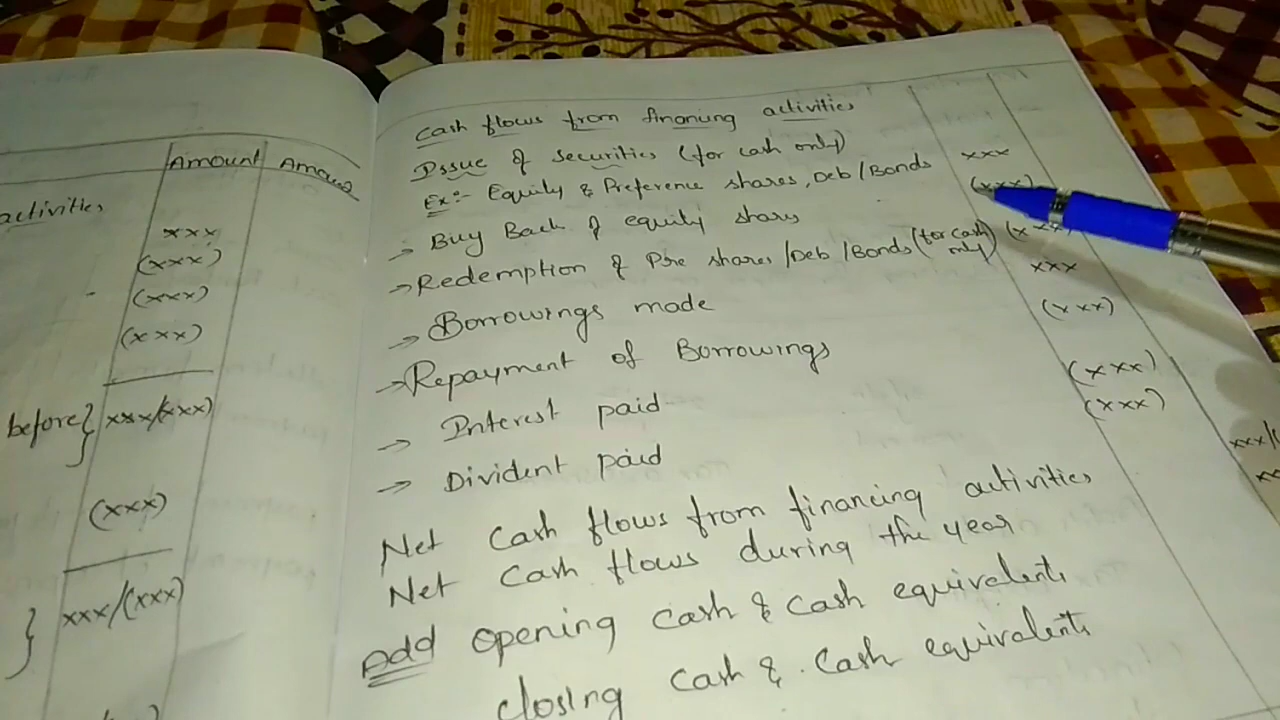 Amount Amount
activities
xxx
(xxx)
(xxx)
(xxx)
before} xxx/(xxx)
(xxx)
} xxx/(xxx)
Cash flows from financing activities
Issue of securities (for cash only) xxx
Ex:- Equity & Preference shares, Deb/Bonds
-> Buy Back of equity shares (xxx)
-> Redemption of Pre shares/Deb/Bonds (for cash only) (xxx)
-> Borrowings made xxx
-> Repayment of Borrowings (xxx)
-> Interest paid (xxx)
-> Divident paid (xxx)
Net Cash flows from financing activities
Net Cash flows during the year
Add opening cash & cash equivalents
closing cash & cash equivalents